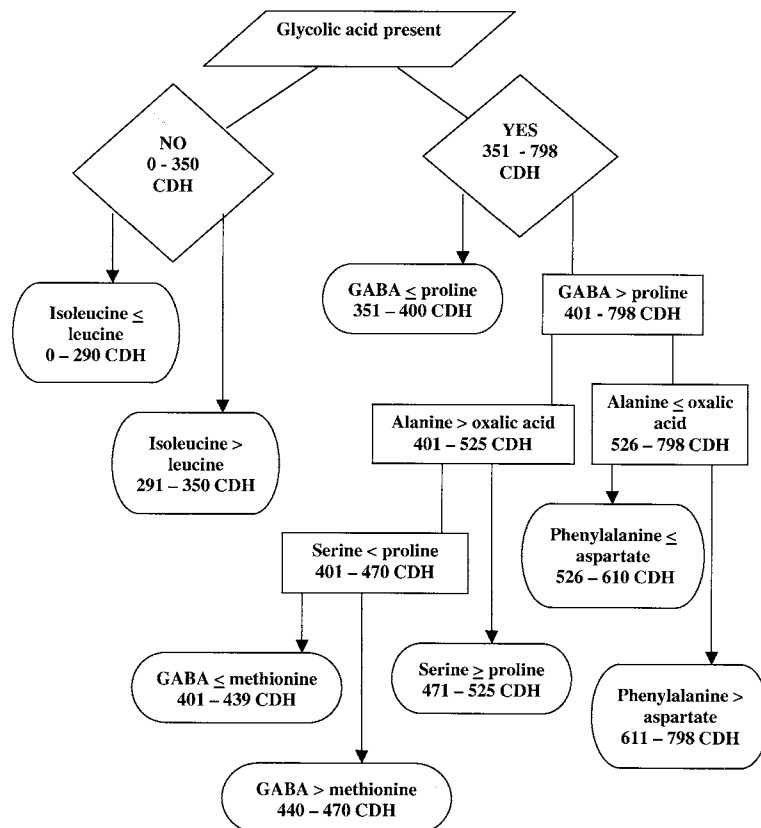 Glycolic acid present
NO
0 - 350
CDH
YES
351 - 798
CDH
Isoleucine ≤
leucine
0 – 290 CDH
GABA ≤ proline
351 – 400 CDH
GABA > proline
401 - 798 CDH
Isoleucine >
leucine
291 – 350 CDH
Alanine > oxalic acid
401 – 525 CDH
Alanine ≤ oxalic
acid
526 – 798 CDH
Serine < proline
401 – 470 CDH
Phenylalanine ≤
aspartate
526 – 610 CDH
GABA ≤ methionine
401 – 439 CDH
Serine ≥ proline
471 – 525 CDH
Phenylalanine >
aspartate
611 – 798 CDH
GABA > methionine
440 – 470 CDH